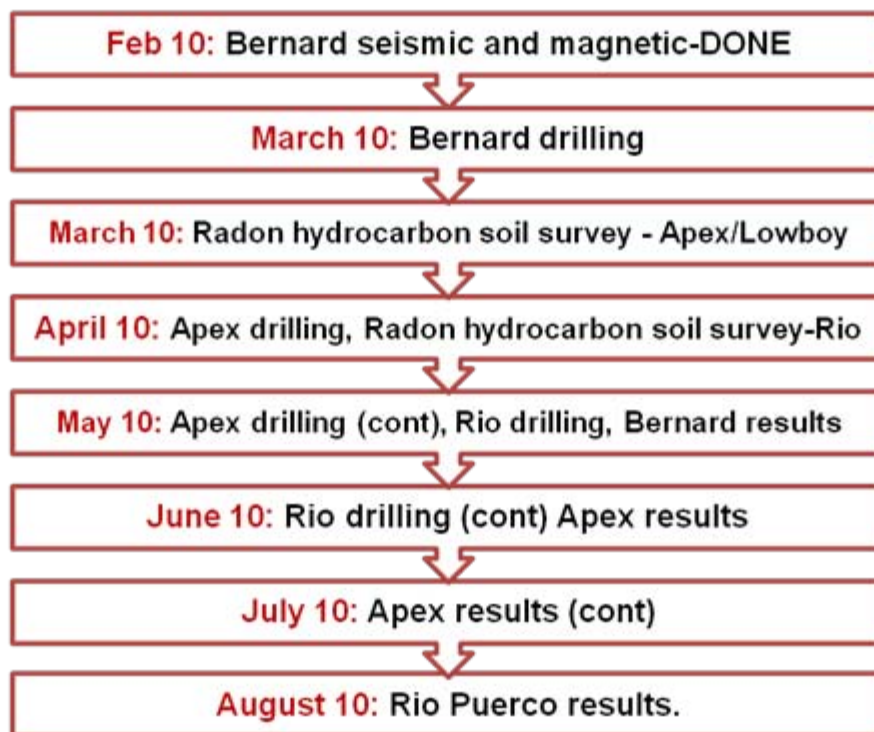 Feb 10: Bernard seismic and magnetic-DONE
March 10: Bernard drilling
March 10: Radon hydrocarbon soil survey - Apex/Lowboy
April 10: Apex drilling, Radon hydrocarbon soil survey-Rio
May 10: Apex drilling (cont), Rio drilling, Bernard results
June 10: Rio drilling (cont) Apex results
July 10: Apex results (cont)
August 10: Rio Puerco results.